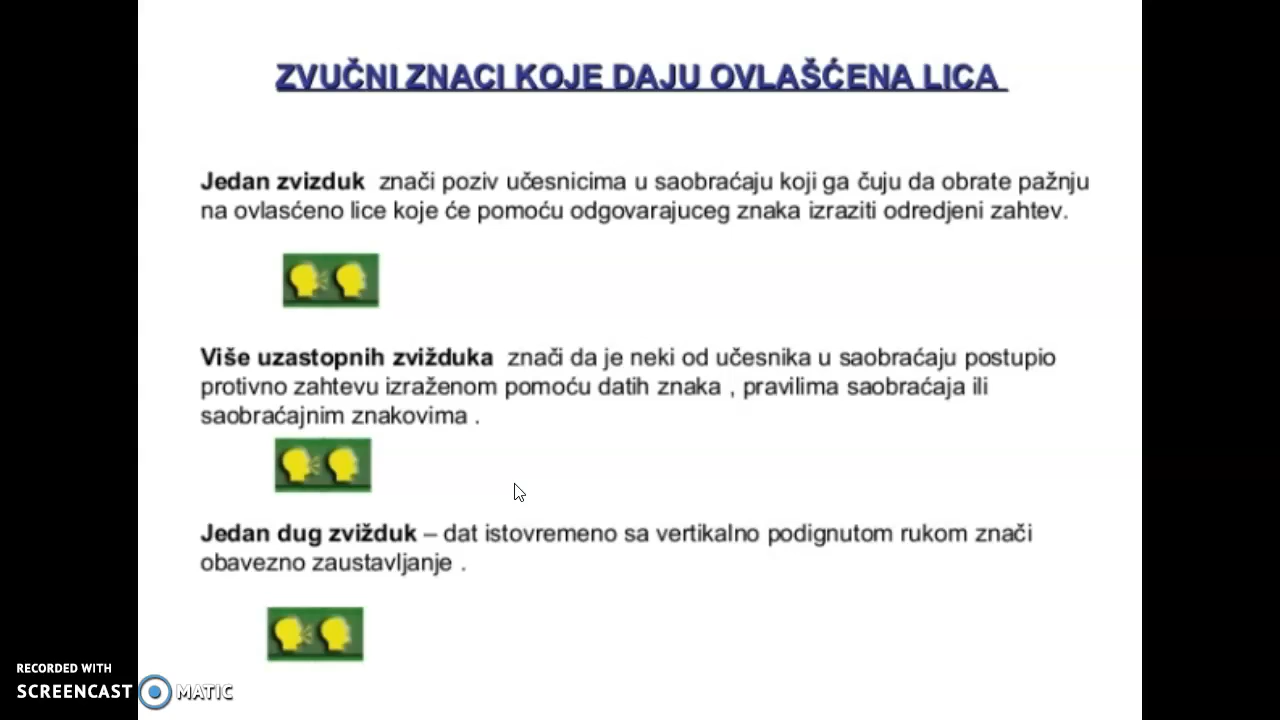 ZVUČNI ZNACI KOJE DAJU OVLAŠĆENA LICA
Jedan zvizduk znači poziv učesnicima u saobraćaju koji ga čuju da obrate pažnju
na ovlasćeno lice koje će pomoću odgovarajuceg znaka izraziti odredjeni zahtev.
Više uzastopnih zvižduka znači da je neki od učesnika u saobraćaju postupio
protivno zahtevu izraženom pomoću datih znaka , pravilima saobraćaja ili
saobraćajnim znakovima .
Jedan dug zvižduk – dat istovremeno sa vertikalno podignutom rukom znači
obavezno zaustavljanje .
RECORDED WITH
SCREENCAST MATIC